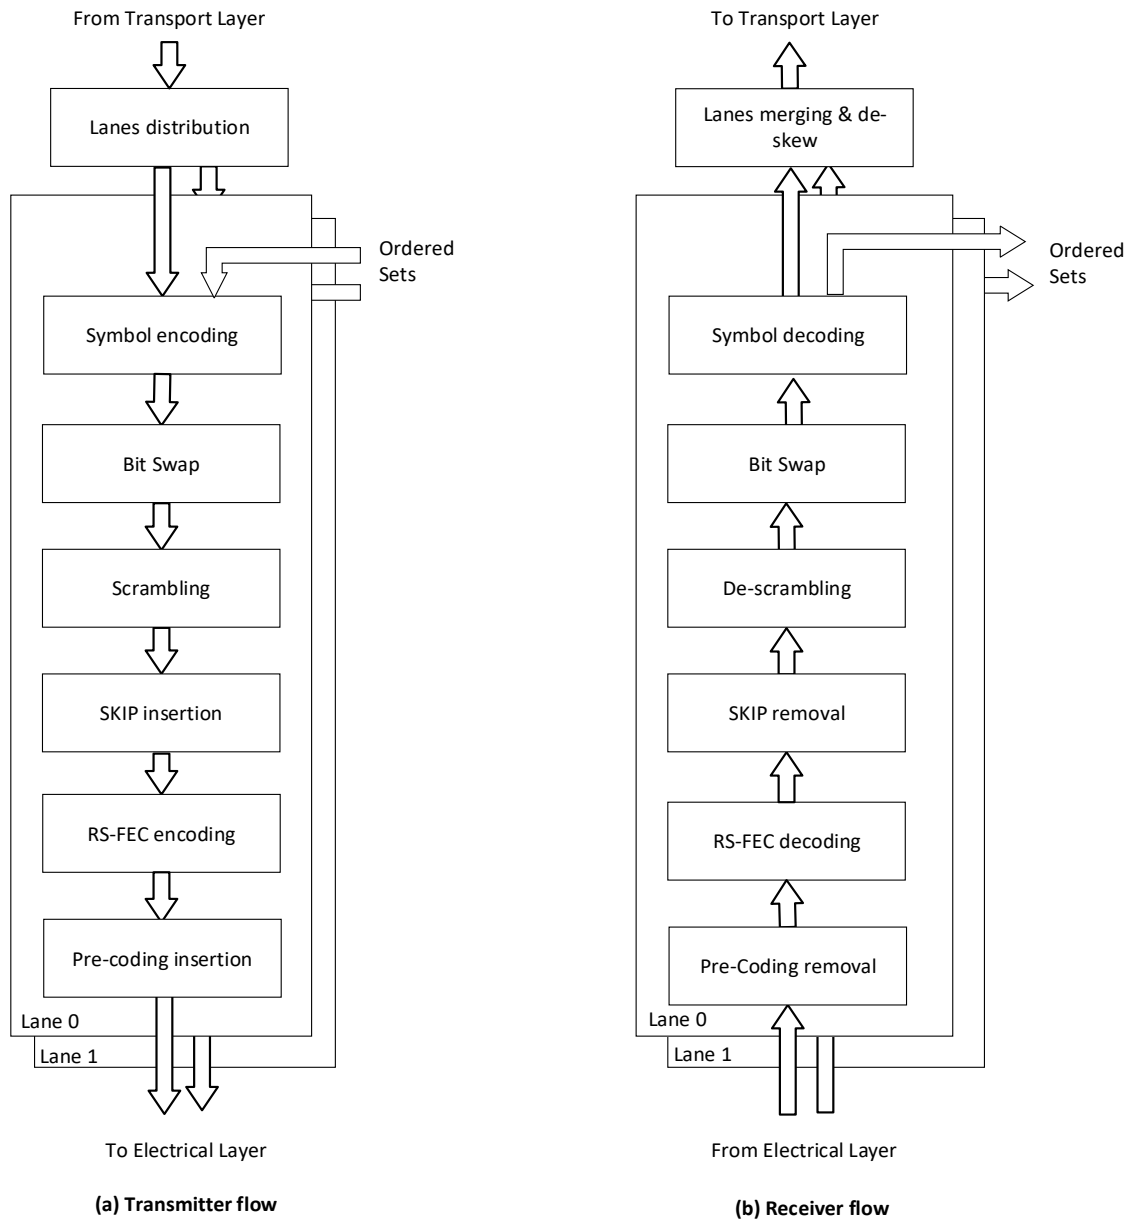 From Transport Layer
Lanes distribution
Ordered
Sets
Symbol encoding
Bit Swap
Scrambling
SKIP insertion
RS-FEC encoding
Pre-coding insertion
Lane 0
Lane 1
To Electrical Layer
(a) Transmitter flow
To Transport Layer
Lanes merging & de-
skew
Ordered
Sets
Symbol decoding
Bit Swap
De-scrambling
SKIP removal
RS-FEC decoding
Pre-Coding removal
Lane 0
Lane 1
From Electrical Layer
(b) Receiver flow